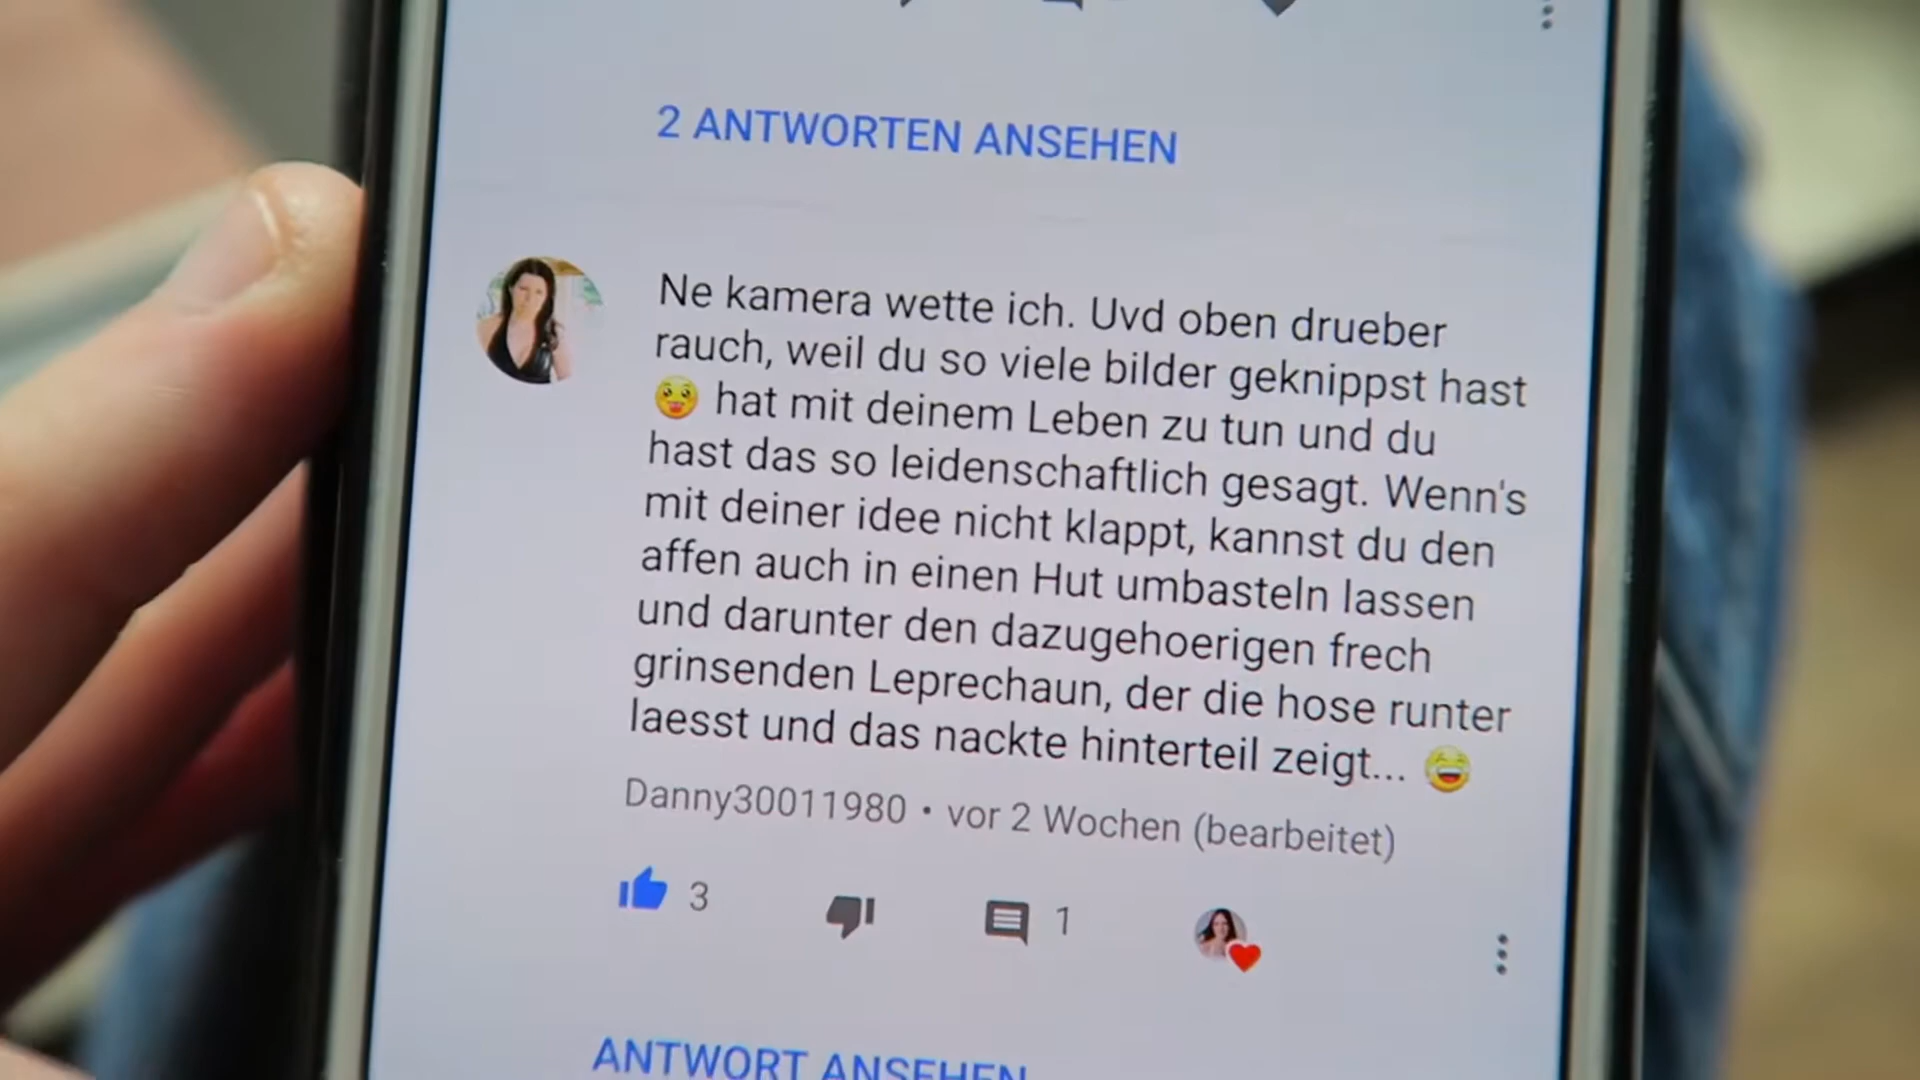 2 ANTWORTEN ANSEHEN
Ne kamera wette ich. Uvd oben drueber
rauch, weil du so viele bilder geknippst hast
😛 hat mit deinem Leben zu tun und du
hast das so leidenschaftlich gesagt. Wenn's
mit deiner idee nicht klappt, kannst du den
affen auch in einen Hut umbasteln lassen
und darunter den dazugehoerigen frech
grinsenden Leprechaun, der die hose runter
laesst und das nackte hinterteil zeigt... 😂
Danny30011980 • vor 2 Wochen (bearbeitet)
3 1
ANTWORT ANSEHEN